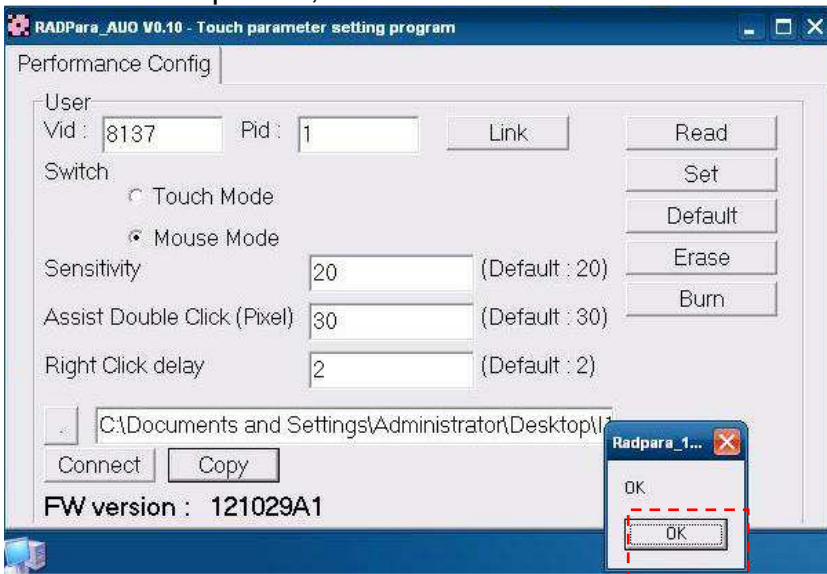 RADPara_AUO V0.10 - Touch parameter setting program
Performance Config
User
Vid : 8137 Pid : 1 Link Read
Switch Set
Touch Mode
Default
Mouse Mode
Sensitivity 20 (Default : 20) Erase
Assist Double Click (Pixel) 30 (Default : 30) Burn
Right Click delay 2 (Default : 2)
. C:\Documents and Settings\Administrator\Desktop\
Radpara_1...
Connect Copy
OK
FW version : 121029A1
OK